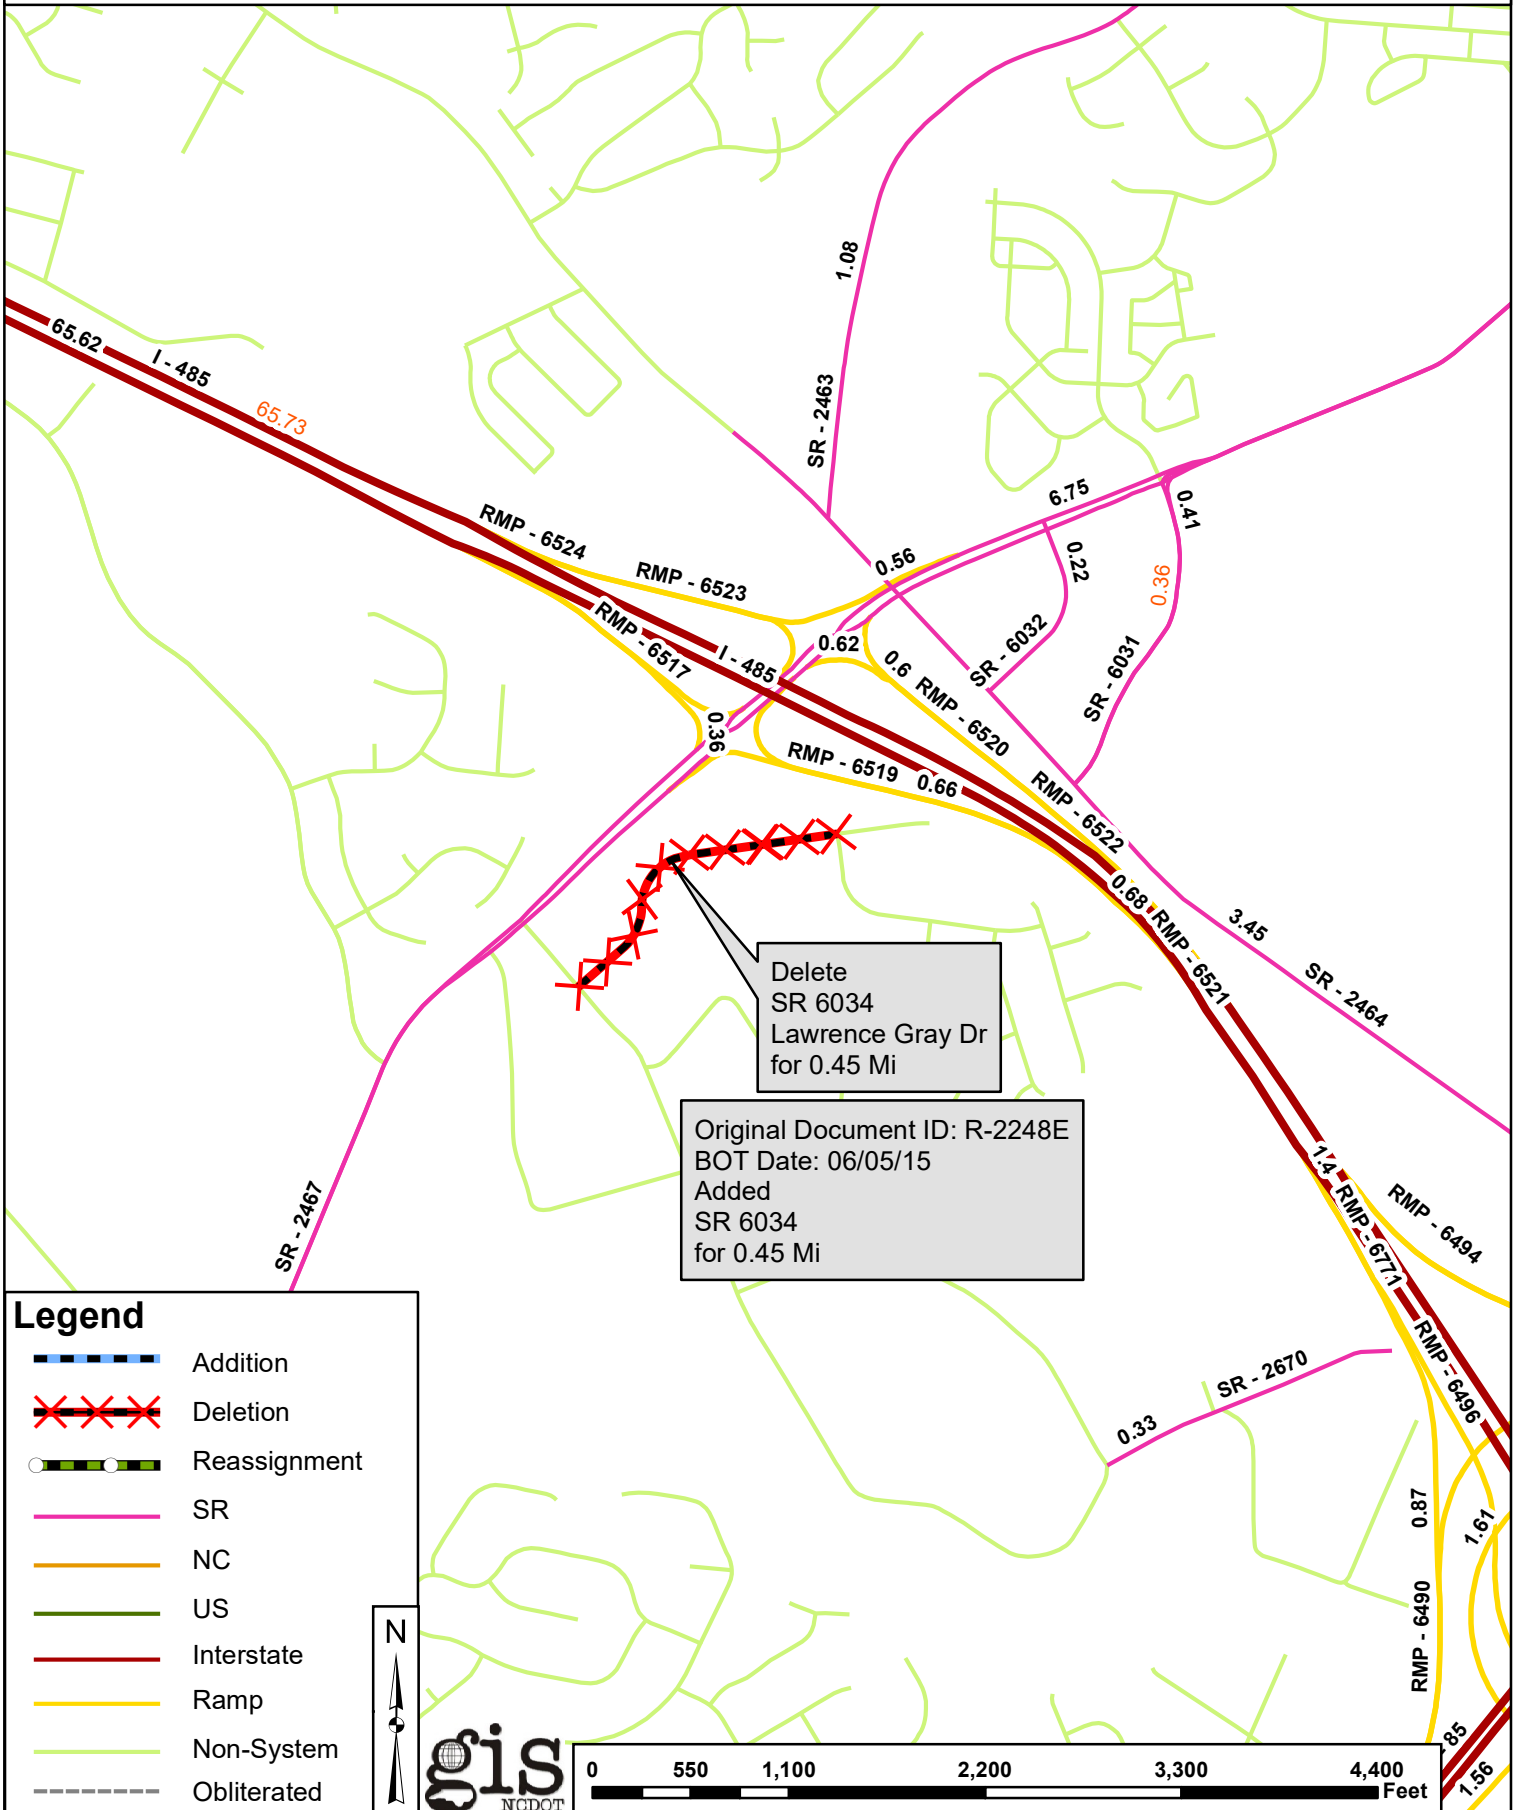 1.08
65.62
I - 485
65.73
SR - 2463
6.75
0.41
RMP - 6524
RMP - 6523
0.56
0.22
0.36
RMP - 6517
I - 485
0.62
0.6
SR - 6032
SR - 6031
RMP - 6520
0.36
RMP - 6519
0.66
RMP - 6522
0.68
RMP - 6521
3.45
SR - 2464
Delete
SR 6034
Lawrence Gray Dr
for 0.45 Mi
Original Document ID: R-2248E
BOT Date: 06/05/15
Added
SR 6034
for 0.45 Mi
1.4
RMP - 6771
RMP - 6494
SR - 2467
RMP - 6496
SR - 2670
0.33
0.87
1.61
RMP - 6490
85
1.56
Legend
Addition
Deletion
Reassignment
SR
NC
US
Interstate
Ramp
Non-System
Obliterated
N
gis
NCDOT
0 550 1,100 2,200 3,300 4,400
Feet